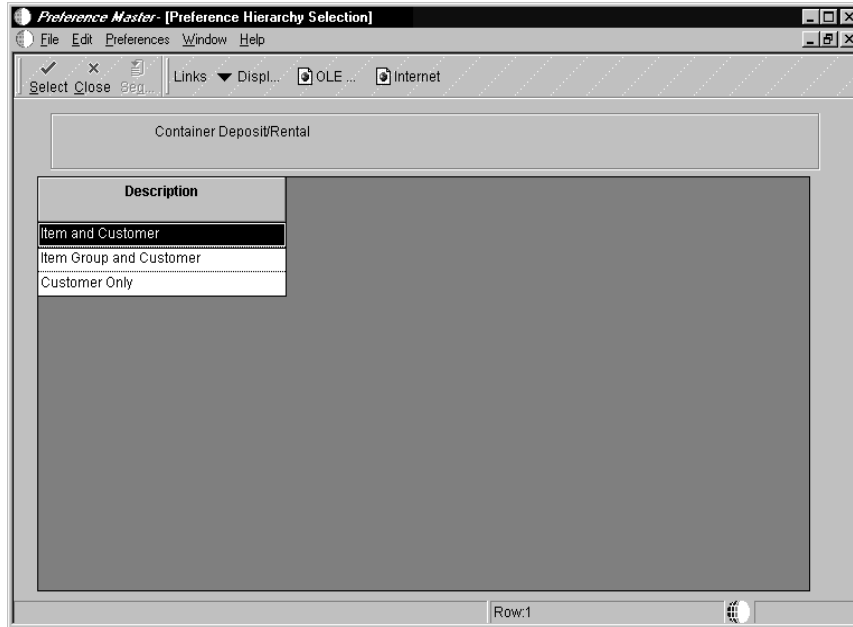 Preference Master - [Preference Hierarchy Selection]
File Edit Preferences Window Help
Select Close Seq... Links Displ... OLE ... Internet
Container Deposit/Rental
Description
Item and Customer
Item Group and Customer
Customer Only
Row:1